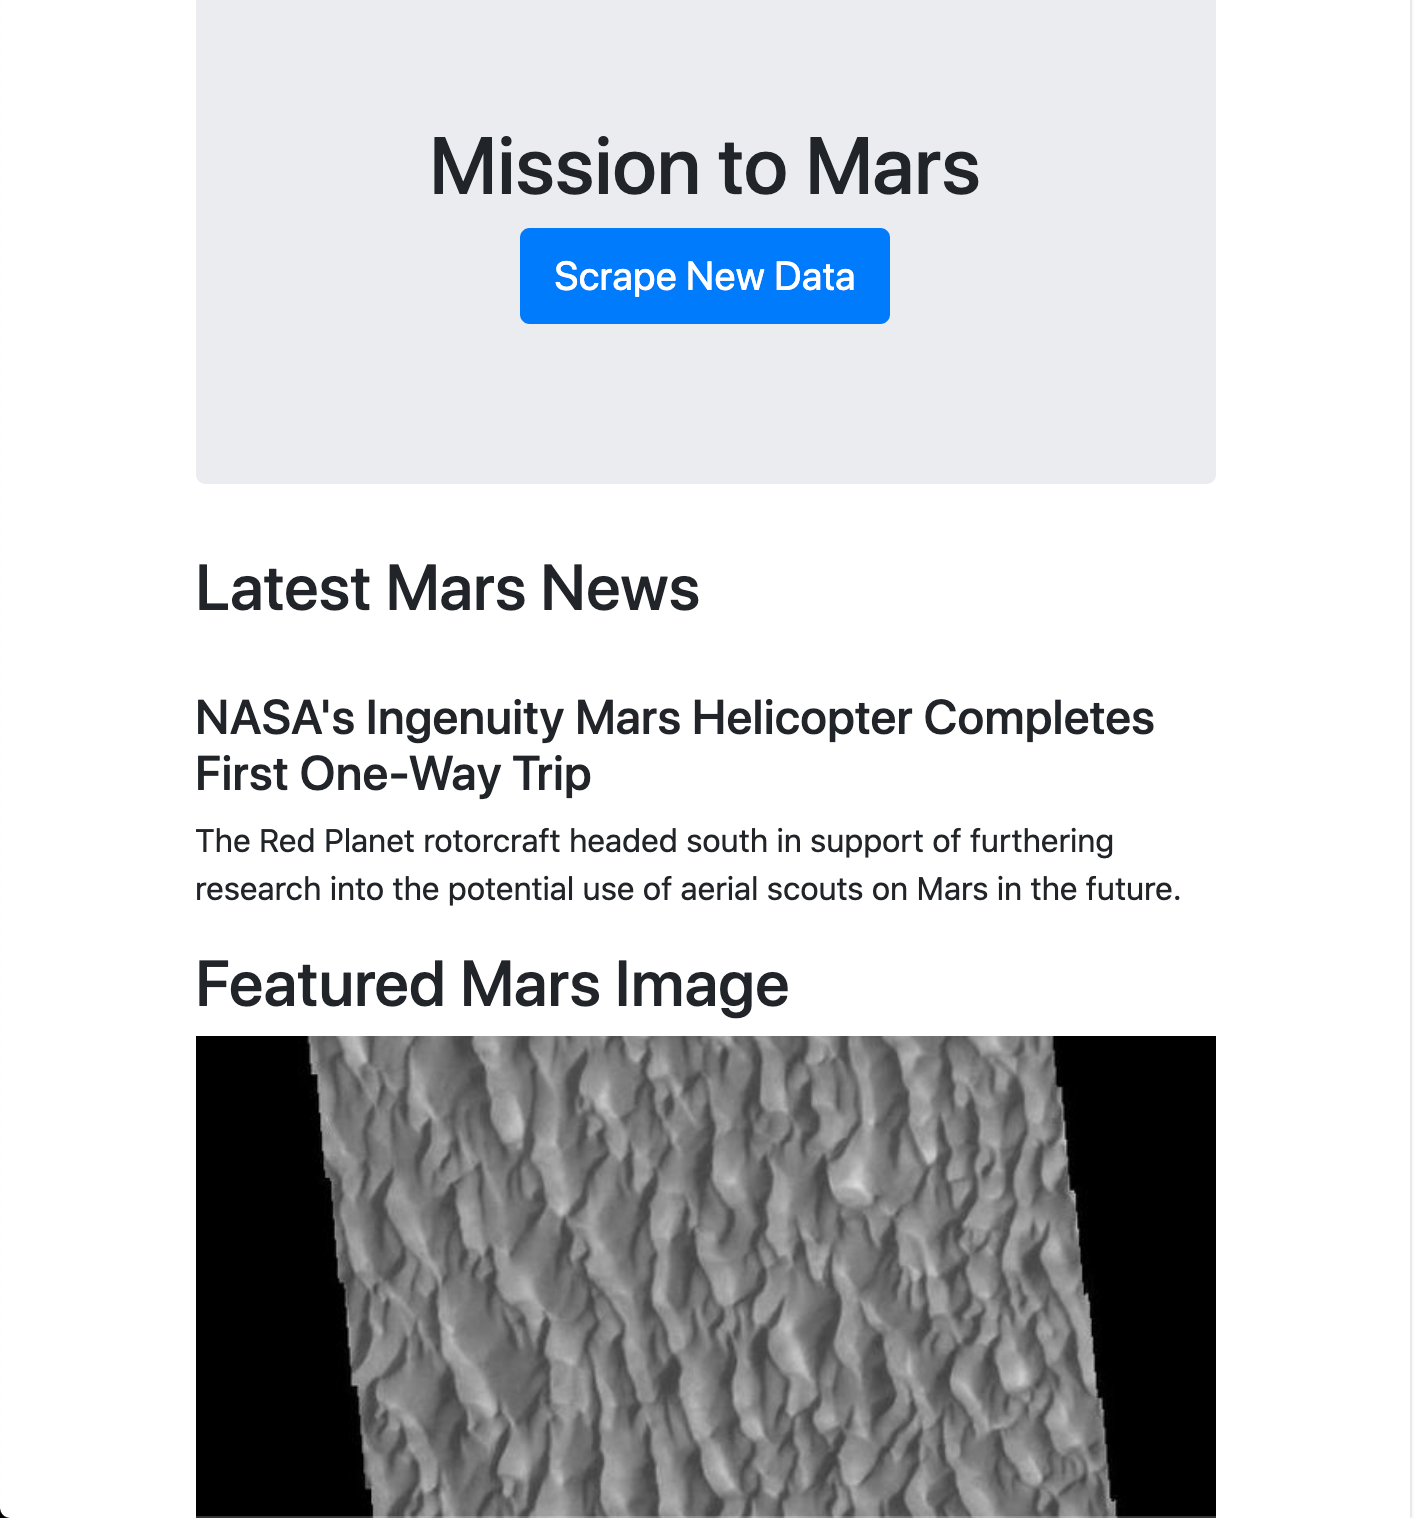 Mission to Mars
Scrape New Data
Latest Mars News
NASA's Ingenuity Mars Helicopter Completes
First One-Way Trip
The Red Planet rotorcraft headed south in support of furthering
research into the potential use of aerial scouts on Mars in the future.
Featured Mars Image